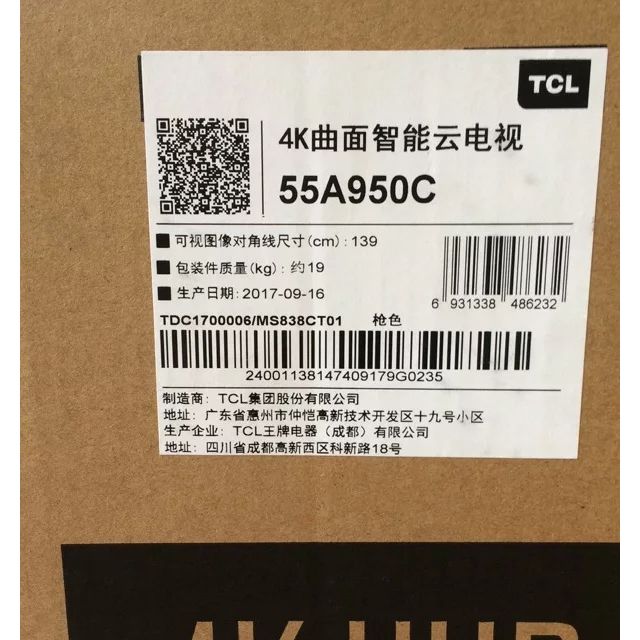 TCL
4K曲面智能云电视
55A950C
■ 可视图像对角线尺寸(cm): 139
■ 包装件质量(kg): 约19
■ 生产日期: 2017-09-16
6 931338 486232
TDC1700006/MS838CT01 枪色
24001138147409179G0235
制造商: TCL集团股份有限公司
地址: 广东省惠州市仲恺高新技术开发区十九号小区
生产企业: TCL王牌电器（成都）有限公司
地址: 四川省成都高新西区科新路18号
4K HUD